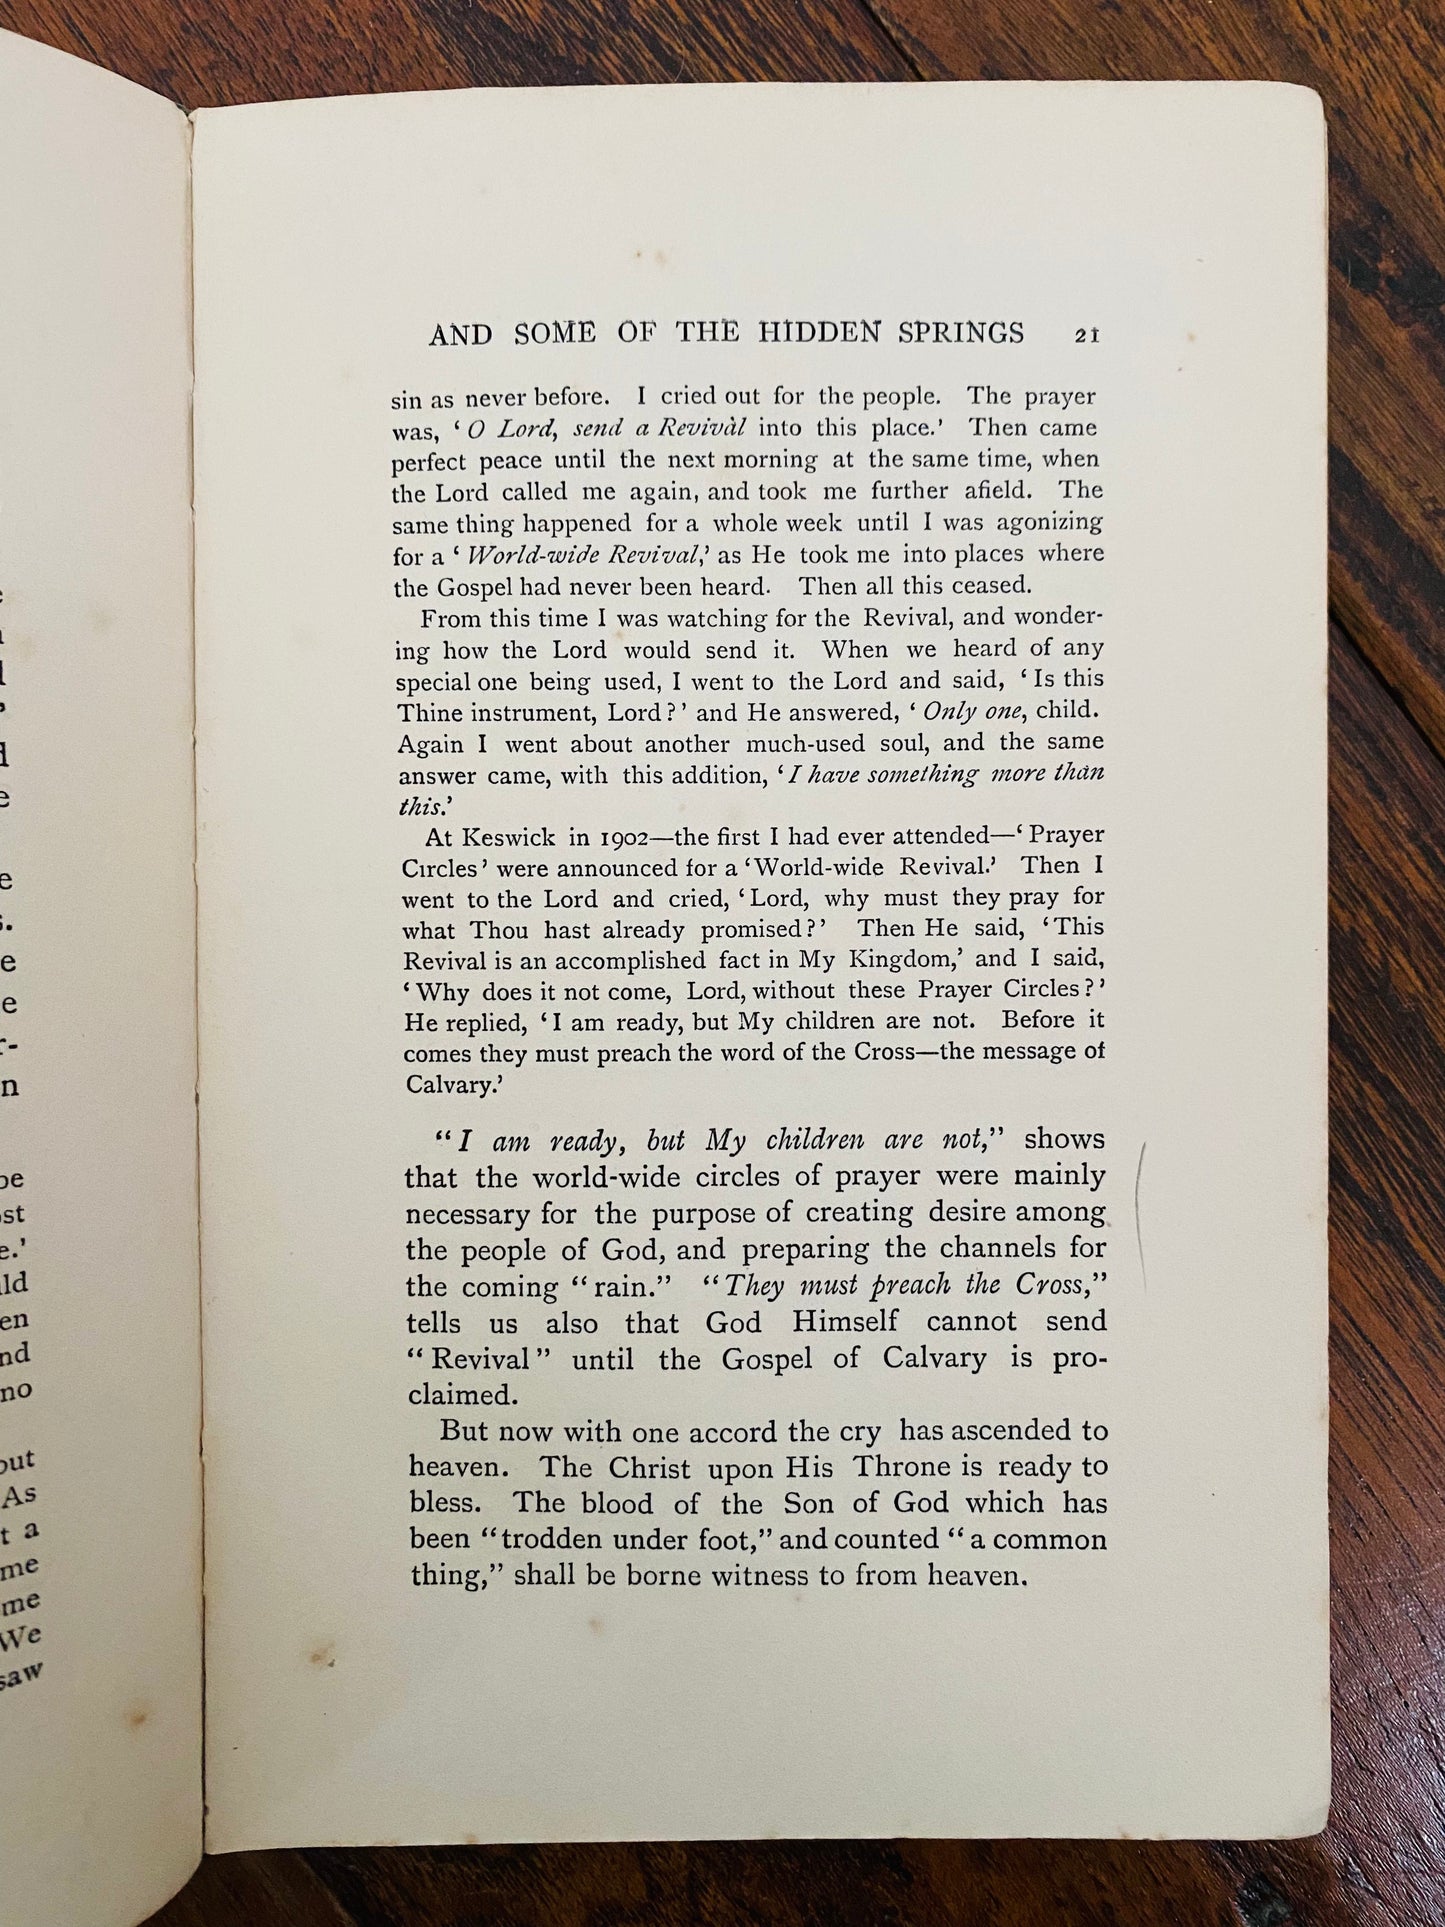 AND SOME OF THE HIDDEN SPRINGS 21
sin as never before. I cried out for the people. The prayer
was, ‘ O Lord, send a Revival into this place.’ Then came
perfect peace until the next morning at the same time, when
the Lord called me again, and took me further afield. The
same thing happened for a whole week until I was agonizing
for a ‘ World-wide Revival,’ as He took me into places where
the Gospel had never been heard. Then all this ceased.
From this time I was watching for the Revival, and wonder-
ing how the Lord would send it. When we heard of any
special one being used, I went to the Lord and said, ‘ Is this
Thine instrument, Lord?’ and He answered, ‘ Only one, child.
Again I went about another much-used soul, and the same
answer came, with this addition, ‘ I have something more than
this.’
At Keswick in 1902—the first I had ever attended—‘ Prayer
Circles’ were announced for a ‘World-wide Revival.’ Then I
went to the Lord and cried, ‘Lord, why must they pray for
what Thou hast already promised?’ Then He said, ‘This
Revival is an accomplished fact in My Kingdom,’ and I said,
‘Why does it not come, Lord, without these Prayer Circles?’
He replied, ‘I am ready, but My children are not. Before it
comes they must preach the word of the Cross—the message of
Calvary.’
“I am ready, but My children are not,” shows
that the world-wide circles of prayer were mainly
necessary for the purpose of creating desire among
the people of God, and preparing the channels for
the coming “rain.” “They must preach the Cross,”
tells us also that God Himself cannot send
“Revival” until the Gospel of Calvary is pro-
claimed.
But now with one accord the cry has ascended to
heaven. The Christ upon His Throne is ready to
bless. The blood of the Son of God which has
been “trodden under foot,” and counted “a common
thing,” shall be borne witness to from heaven.
no
As
t a
We
saw